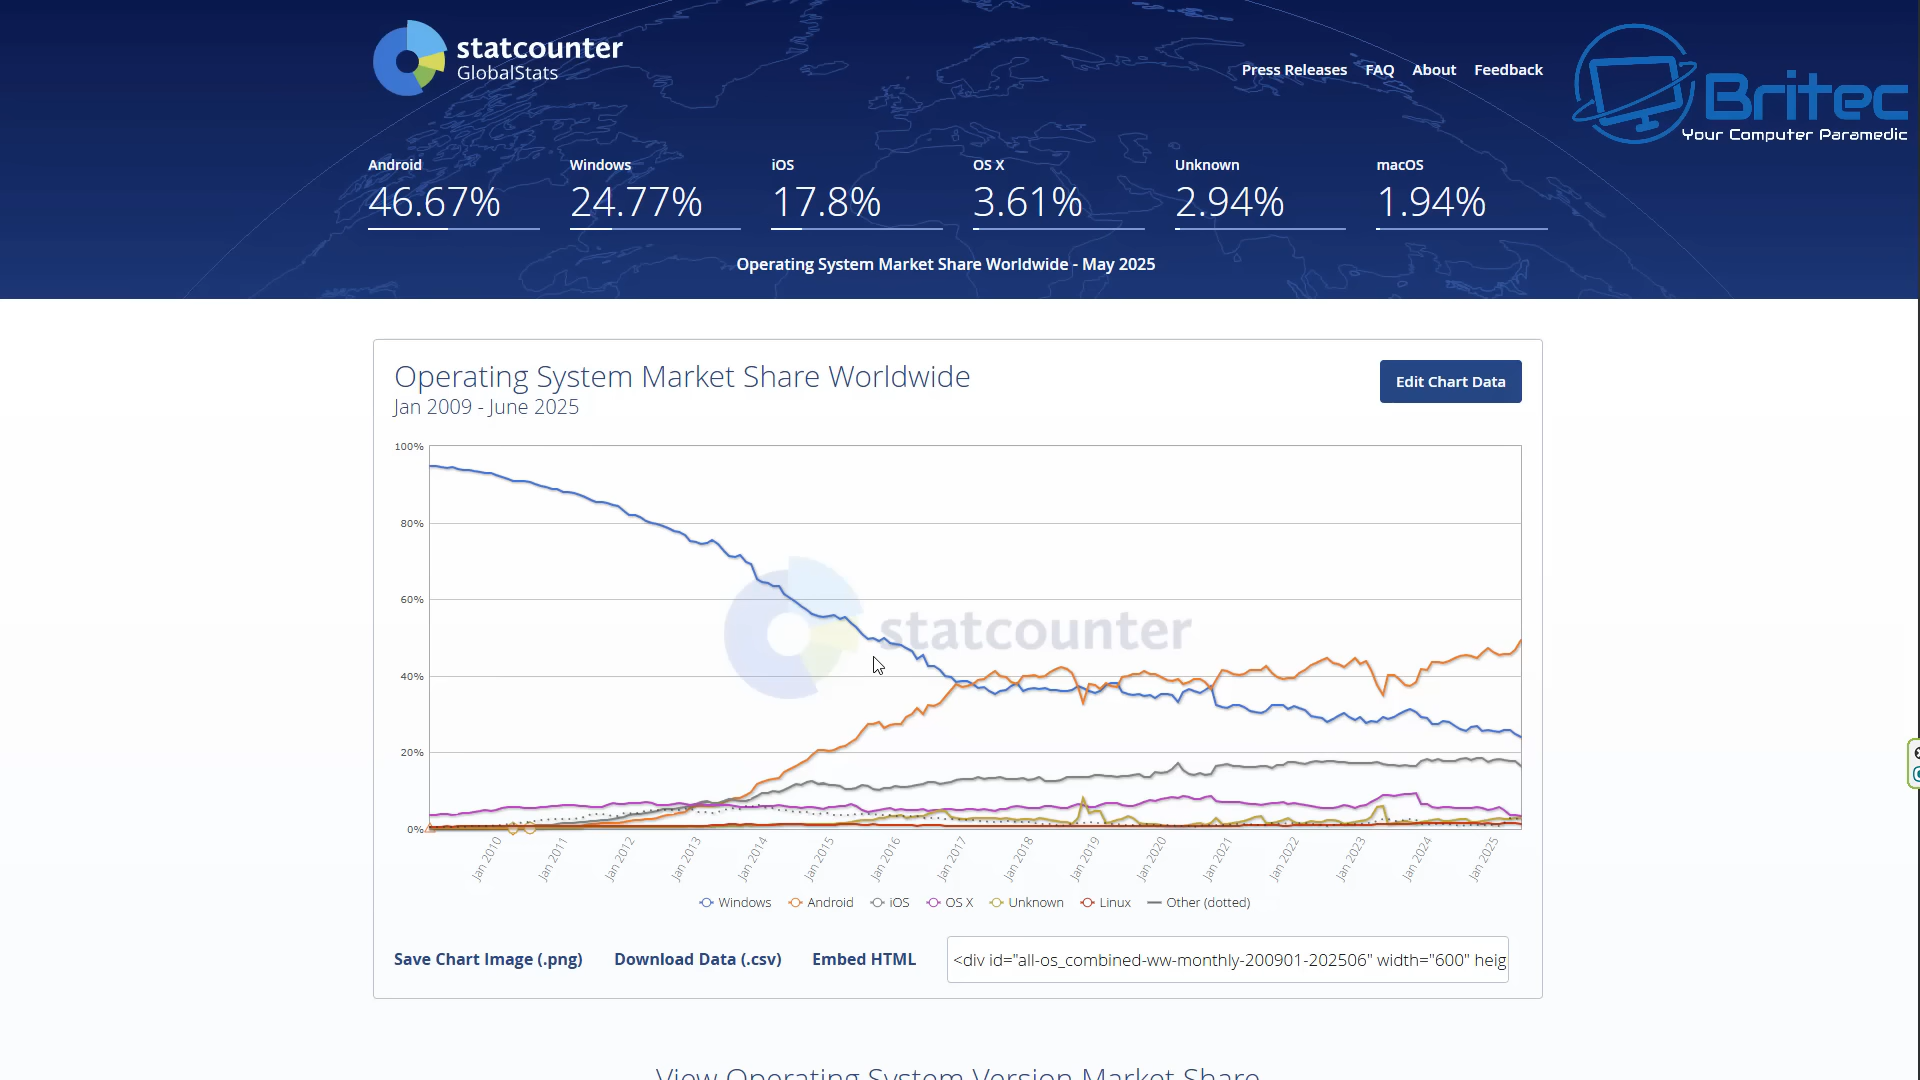 statcounter
GlobalStats
Press Releases FAQ About Feedback
Britec
Your Computer Paramedic
Android Windows iOS OS X Unknown macOS
46.67% 24.77% 17.8% 3.61% 2.94% 1.94%
Operating System Market Share Worldwide - May 2025
Operating System Market Share Worldwide
Jan 2009 - June 2025
Edit Chart Data
100%
80%
60%
statcounter
40%
20%
0%
Jan 2010 Jan 2011 Jan 2012 Jan 2013 Jan 2014 Jan 2015 Jan 2016 Jan 2017 Jan 2018 Jan 2019 Jan 2020 Jan 2021 Jan 2022 Jan 2023 Jan 2024 Jan 2025
Windows Android iOS OS X Unknown Linux Other (dotted)
Save Chart Image (.png) Download Data (.csv) Embed HTML <div id="all-os_combined-ww-monthly-200901-202506" width="600" heig
View Operating System Version Market Share